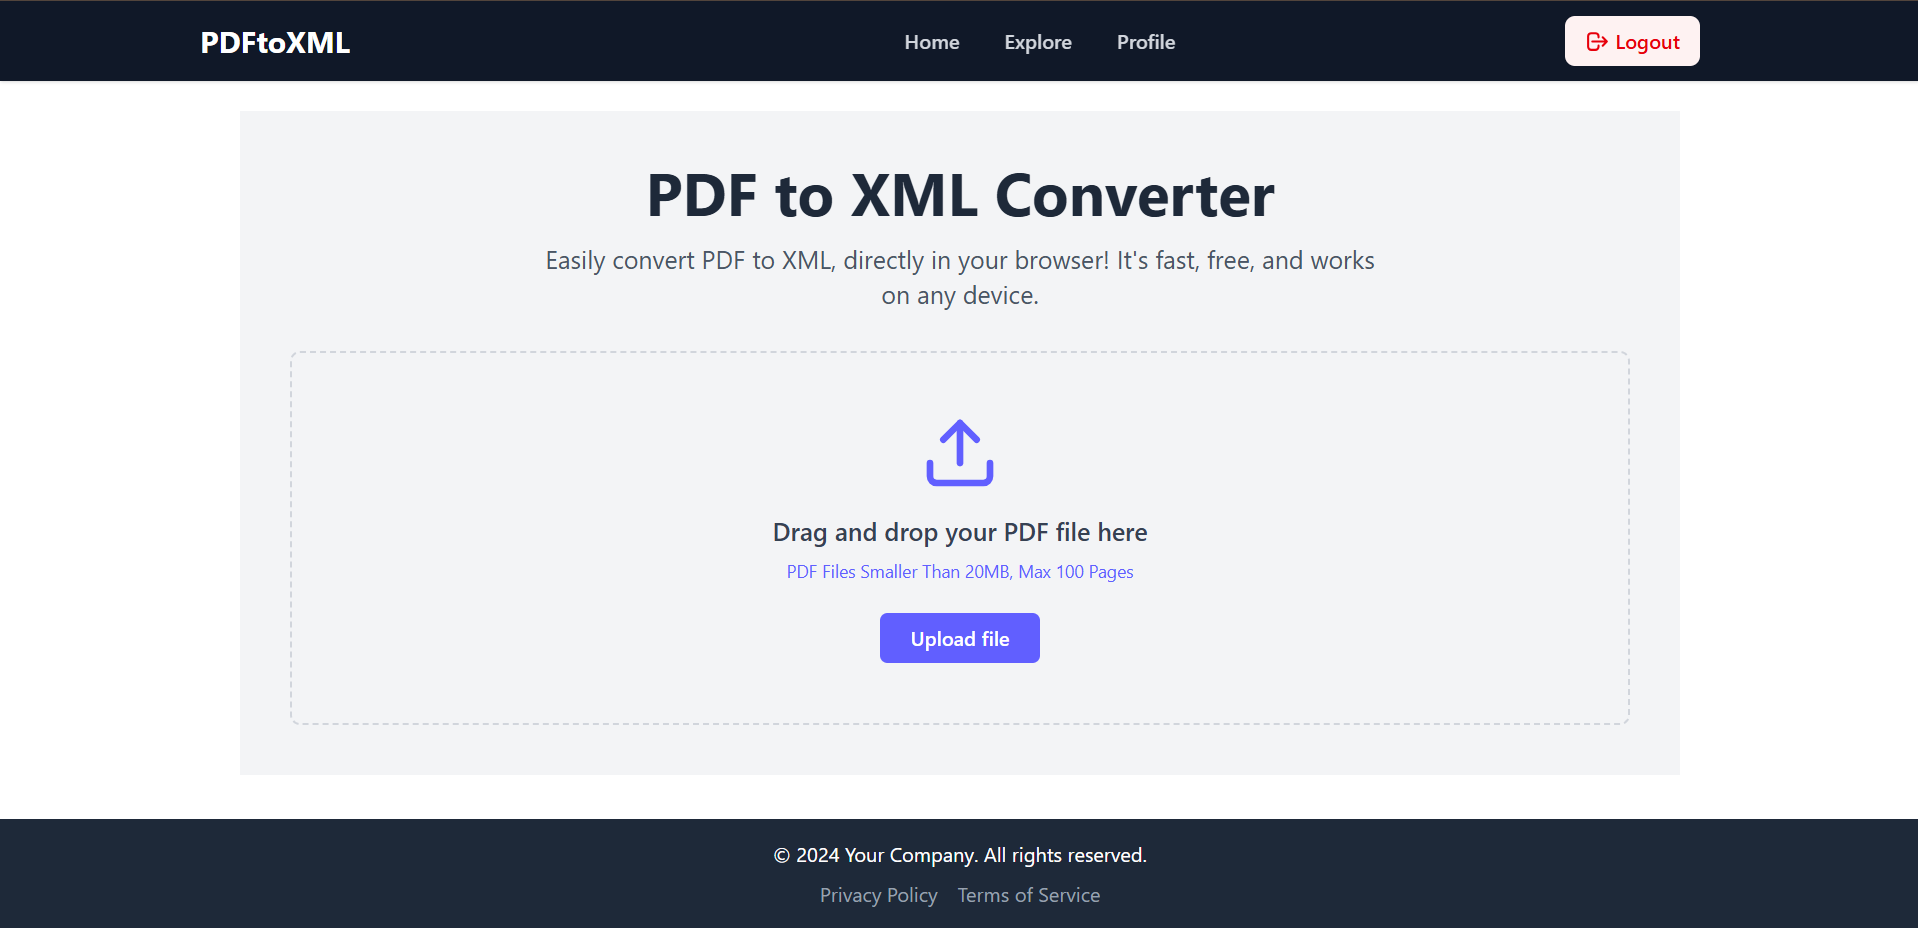 PDFtoXML
Home
Explore
Profile
Logout
PDF to XML Converter
Easily convert PDF to XML, directly in your browser! It's fast, free, and works
on any device.
Drag and drop your PDF file here
PDF Files Smaller Than 20MB, Max 100 Pages
Upload file
© 2024 Your Company. All rights reserved.
Privacy Policy Terms of Service